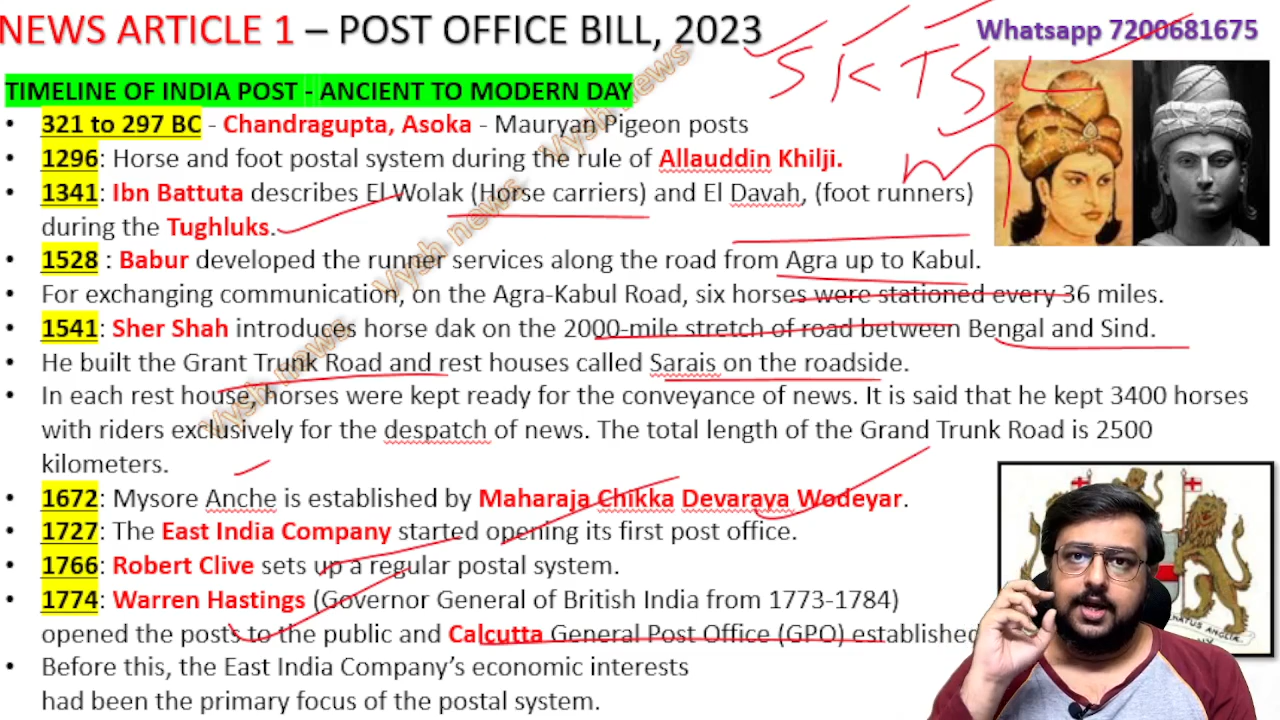 NEWS ARTICLE 1 – POST OFFICE BILL, 2023
Whatsapp 7200681675
S K T S L
M
TIMELINE OF INDIA POST - ANCIENT TO MODERN DAY
• 321 to 297 BC - Chandragupta, Asoka - Mauryan Pigeon posts
• 1296: Horse and foot postal system during the rule of Allauddin Khilji.
• 1341: Ibn Battuta describes El Wolak (Horse carriers) and El Davah, (foot runners)
during the Tughluks.
• 1528 : Babur developed the runner services along the road from Agra up to Kabul.
• For exchanging communication, on the Agra-Kabul Road, six horses were stationed every 36 miles.
• 1541: Sher Shah introduces horse dak on the 2000-mile stretch of road between Bengal and Sind.
• He built the Grant Trunk Road and rest houses called Sarais on the roadside.
• In each rest house, horses were kept ready for the conveyance of news. It is said that he kept 3400 horses
with riders exclusively for the despatch of news. The total length of the Grand Trunk Road is 2500
kilometers.
• 1672: Mysore Anche is established by Maharaja Chikka Devaraya Wodeyar.
• 1727: The East India Company started opening its first post office.
• 1766: Robert Clive sets up a regular postal system.
• 1774: Warren Hastings (Governor General of British India from 1773-1784)
opened the posts to the public and Calcutta General Post Office (GPO) established
• Before this, the East India Company's economic interests
had been the primary focus of the postal system.
Vysh news
Vysh news
Vysh news
ANGLIÆ